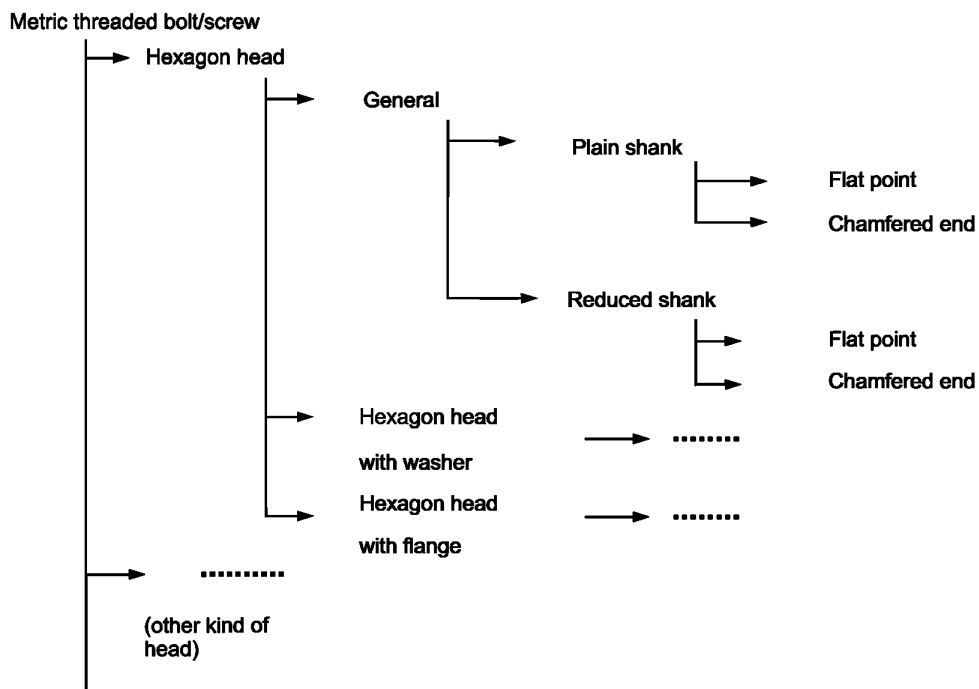 Metric threaded bolt/screw
Hexagon head
General
Plain shank
Flat point
Chamfered end
Reduced shank
Flat point
Chamfered end
Hexagon head
with washer
Hexagon head
with flange
(other kind of
head)